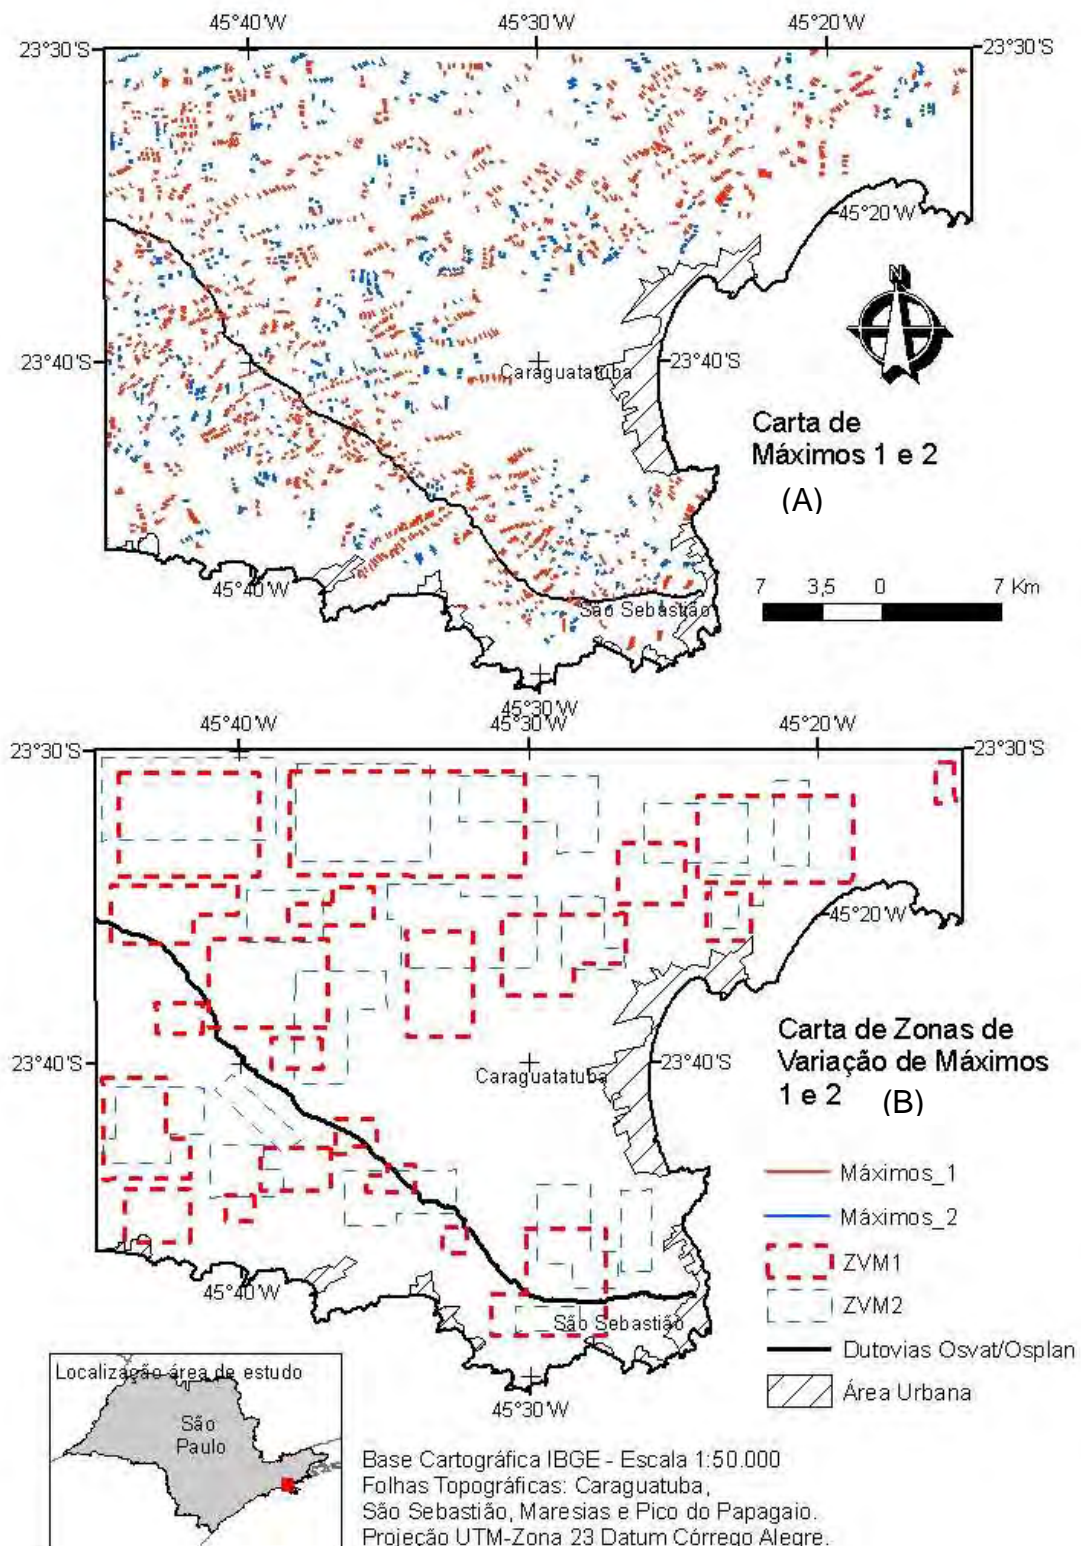 45°40'W 45°30'W 45°20'W
23°30'S 23°30'S
45°20'W
N
23°40'S 23°40'S
Caraguatatuba
Carta de
Máximos 1 e 2
(A)
45°40'W
7 3,5 0 7 Km
São Sebastião
45°30'W
45°40'W 45°30'W 45°20'W
23°30'S 23°30'S
45°20'W
Carta de Zonas de
Variação de Máximos
1 e 2 (B)
23°40'S 23°40'S
Caraguatatuba
Máximos_1
Máximos_2
ZVM1
ZVM2
Dutovias Osvat/Osplan
Área Urbana
45°40'W
São Sebastião
45°30'W
Localização área de estudo
São
Paulo
Base Cartográfica IBGE - Escala 1:50.000
Folhas Topográficas: Caraguatuba,
São Sebastião, Maresias e Pico do Papagaio.
Projeção UTM-Zona 23 Datum Córrego Alegre.